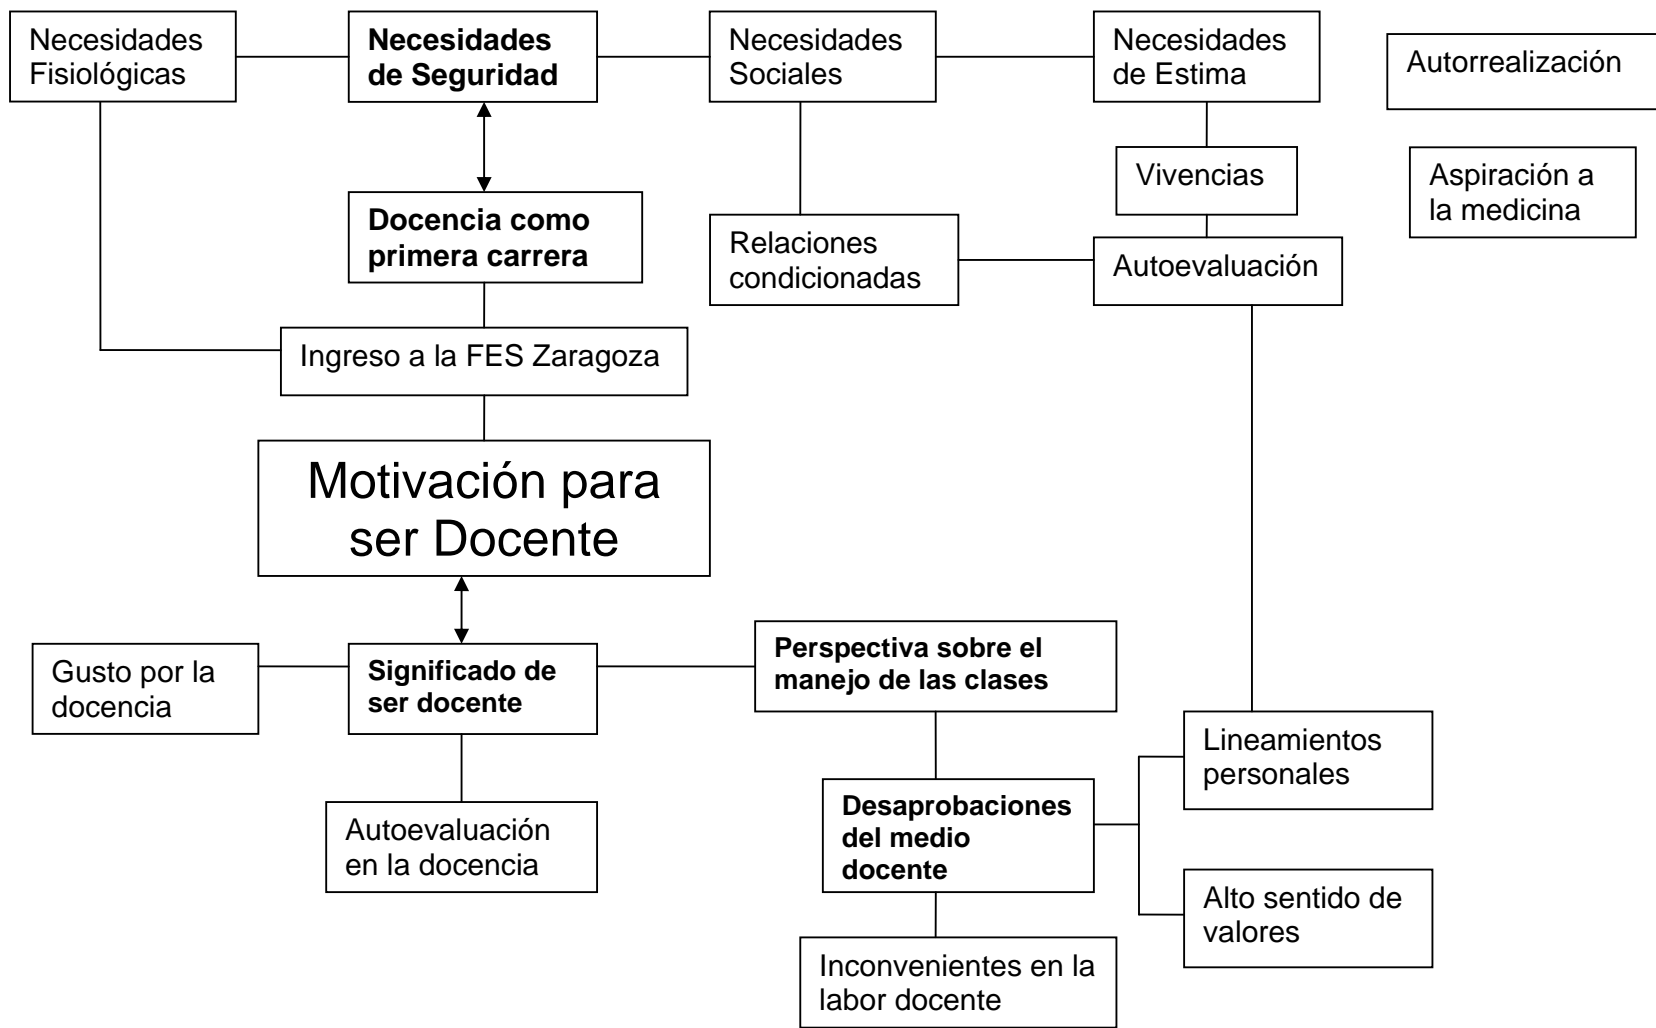 Necesidades
Fisiológicas
Necesidades
de Seguridad
Necesidades
Sociales
Necesidades
de Estima
Autorrealización
Vivencias
Aspiración a
la medicina
Docencia como
primera carrera
Relaciones
condicionadas
Autoevaluación
Ingreso a la FES Zaragoza
Motivación para
ser Docente
Gusto por la
docencia
Significado de
ser docente
Perspectiva sobre el
manejo de las clases
Lineamientos
personales
Autoevaluación
en la docencia
Desaprobaciones
del medio
docente
Alto sentido de
valores
Inconvenientes en la
labor docente